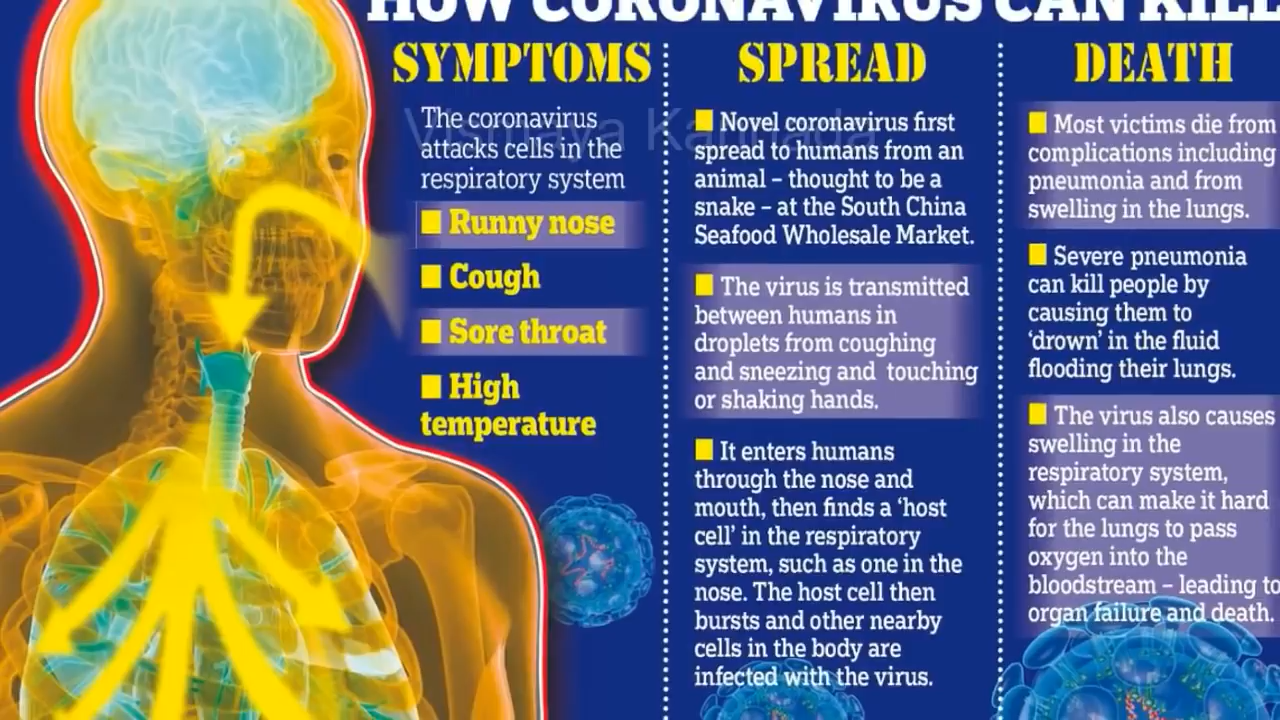 HOW CORONAVIRUS CAN KILL
SYMPTOMS
The coronavirus
attacks cells in the
respiratory system
■ Runny nose
■ Cough
■ Sore throat
■ High
temperature
SPREAD
■ Novel coronavirus first
spread to humans from an
animal – thought to be a
snake – at the South China
Seafood Wholesale Market.
■ The virus is transmitted
between humans in
droplets from coughing
and sneezing and touching
or shaking hands.
■ It enters humans
through the nose and
mouth, then finds a ‘host
cell’ in the respiratory
system, such as one in the
nose. The host cell then
bursts and other nearby
cells in the body are
infected with the virus.
DEATH
■ Most victims die from
complications including
pneumonia and from
swelling in the lungs.
■ Severe pneumonia
can kill people by
causing them to
‘drown’ in the fluid
flooding their lungs.
■ The virus also causes
swelling in the
respiratory system,
which can make it hard
for the lungs to pass
oxygen into the
bloodstream – leading to
organ failure and death.
Vismaya Kannada